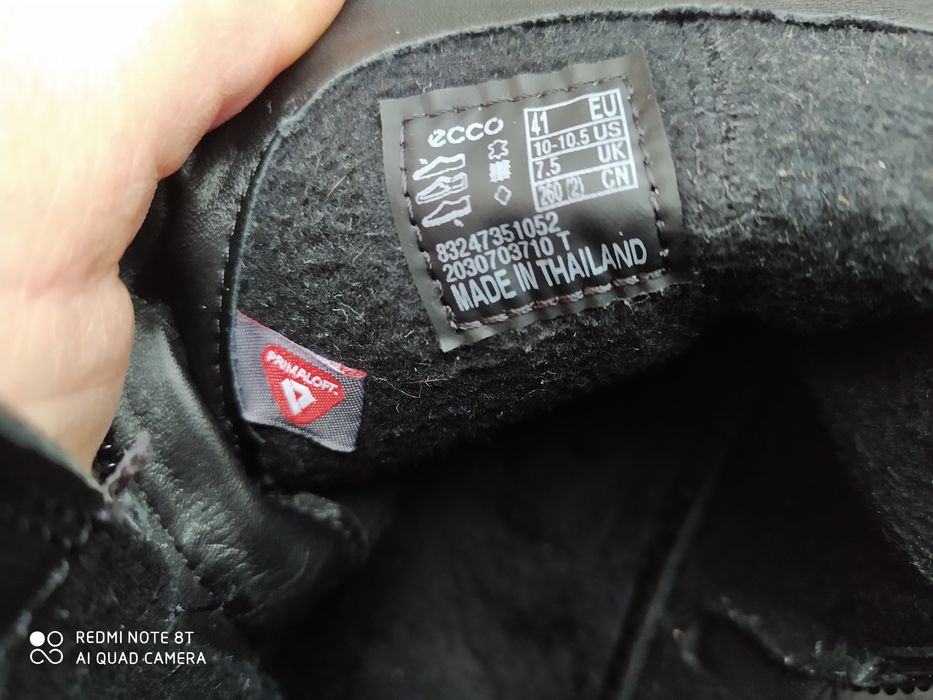 ecco
41 EU
10-10.5 US
7.5 UK
260 (2) CN
83247351052
2030703710 T
MADE IN THAILAND
PRIMALOFT
REDMI NOTE 8T
AI QUAD CAMERA